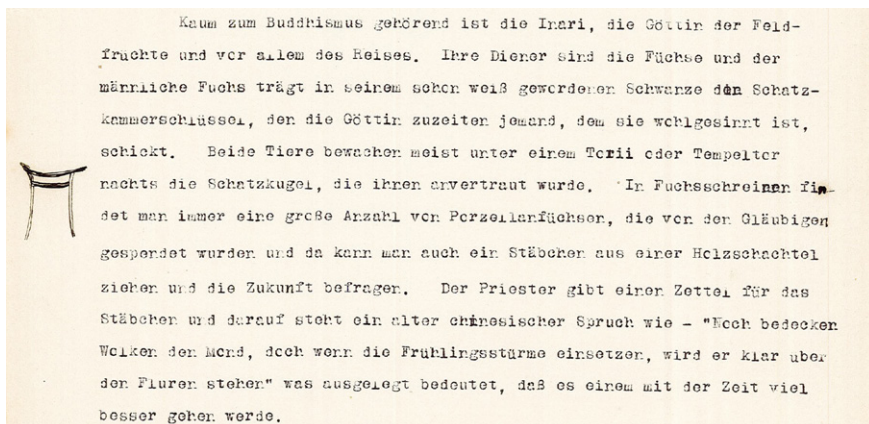 Kaum zum Buddhismus gehörend ist die Inari, die Göttin der Feld-
früchte und vor allem des Reises. Ihre Diener sind die Füchse und der
männliche Fuchs trägt in seinem schon weiß gewordenen Schwanze den Schatz-
kammerschlüssel, den die Göttin zuzeiten jemand, dem sie wohlgesinnt ist,
schickt. Beide Tiere bewachen meist unter einem Torii oder Tempeltor
nachts die Schatzkugel, die ihnen anvertraut wurde. In Fuchsschreinen fin-
det man immer eine große Anzahl von Porzellanfüchsen, die von den Gläubigen
gespendet wurden und da kann man auch ein Stäbchen aus einer Holzschachtel
ziehen und die Zukunft befragen. Der Priester gibt einen Zettel für das
Stäbchen und darauf steht ein alter chinesischer Spruch wie - "Noch bedecken
Wolken den Mond, doch wenn die Frühlingsstürme einsetzen, wird er klar uber
den Fluren stehen" was ausgelegt bedeutet, daß es einem mit der Zeit viel
besser gehen werde.